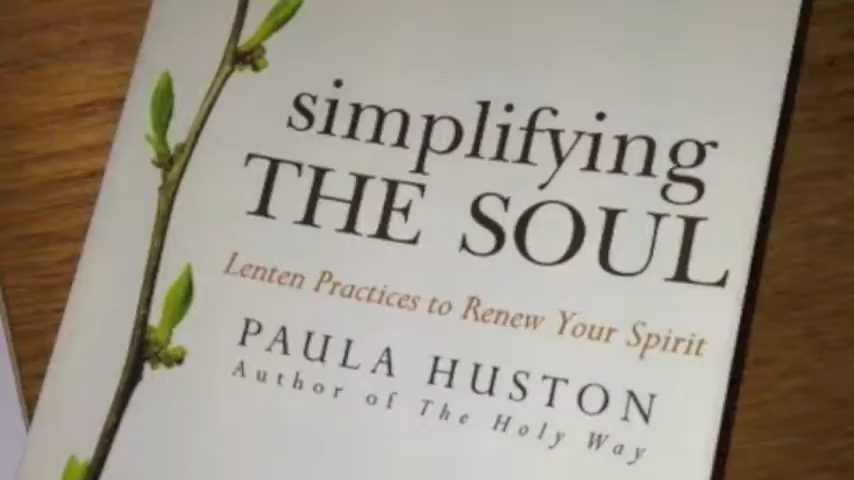 simplifying
THE SOUL
Lenten Practices to Renew Your Spirit
PAULA HUSTON
Author of The Holy Way